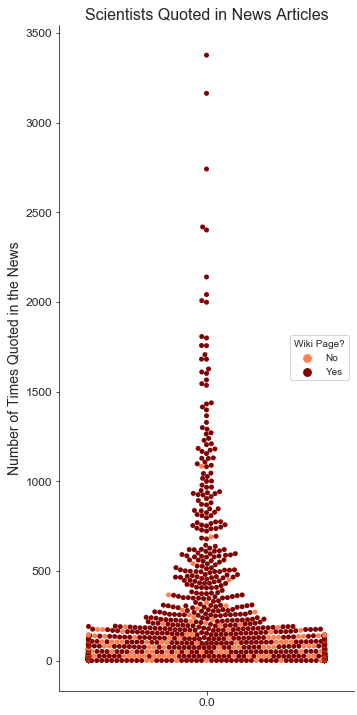 Scientists Quoted in News Articles
3500
3000
2500
2000
1500
1000
500
0
Number of Times Quoted in the News
Wiki Page?
No
Yes
0.0